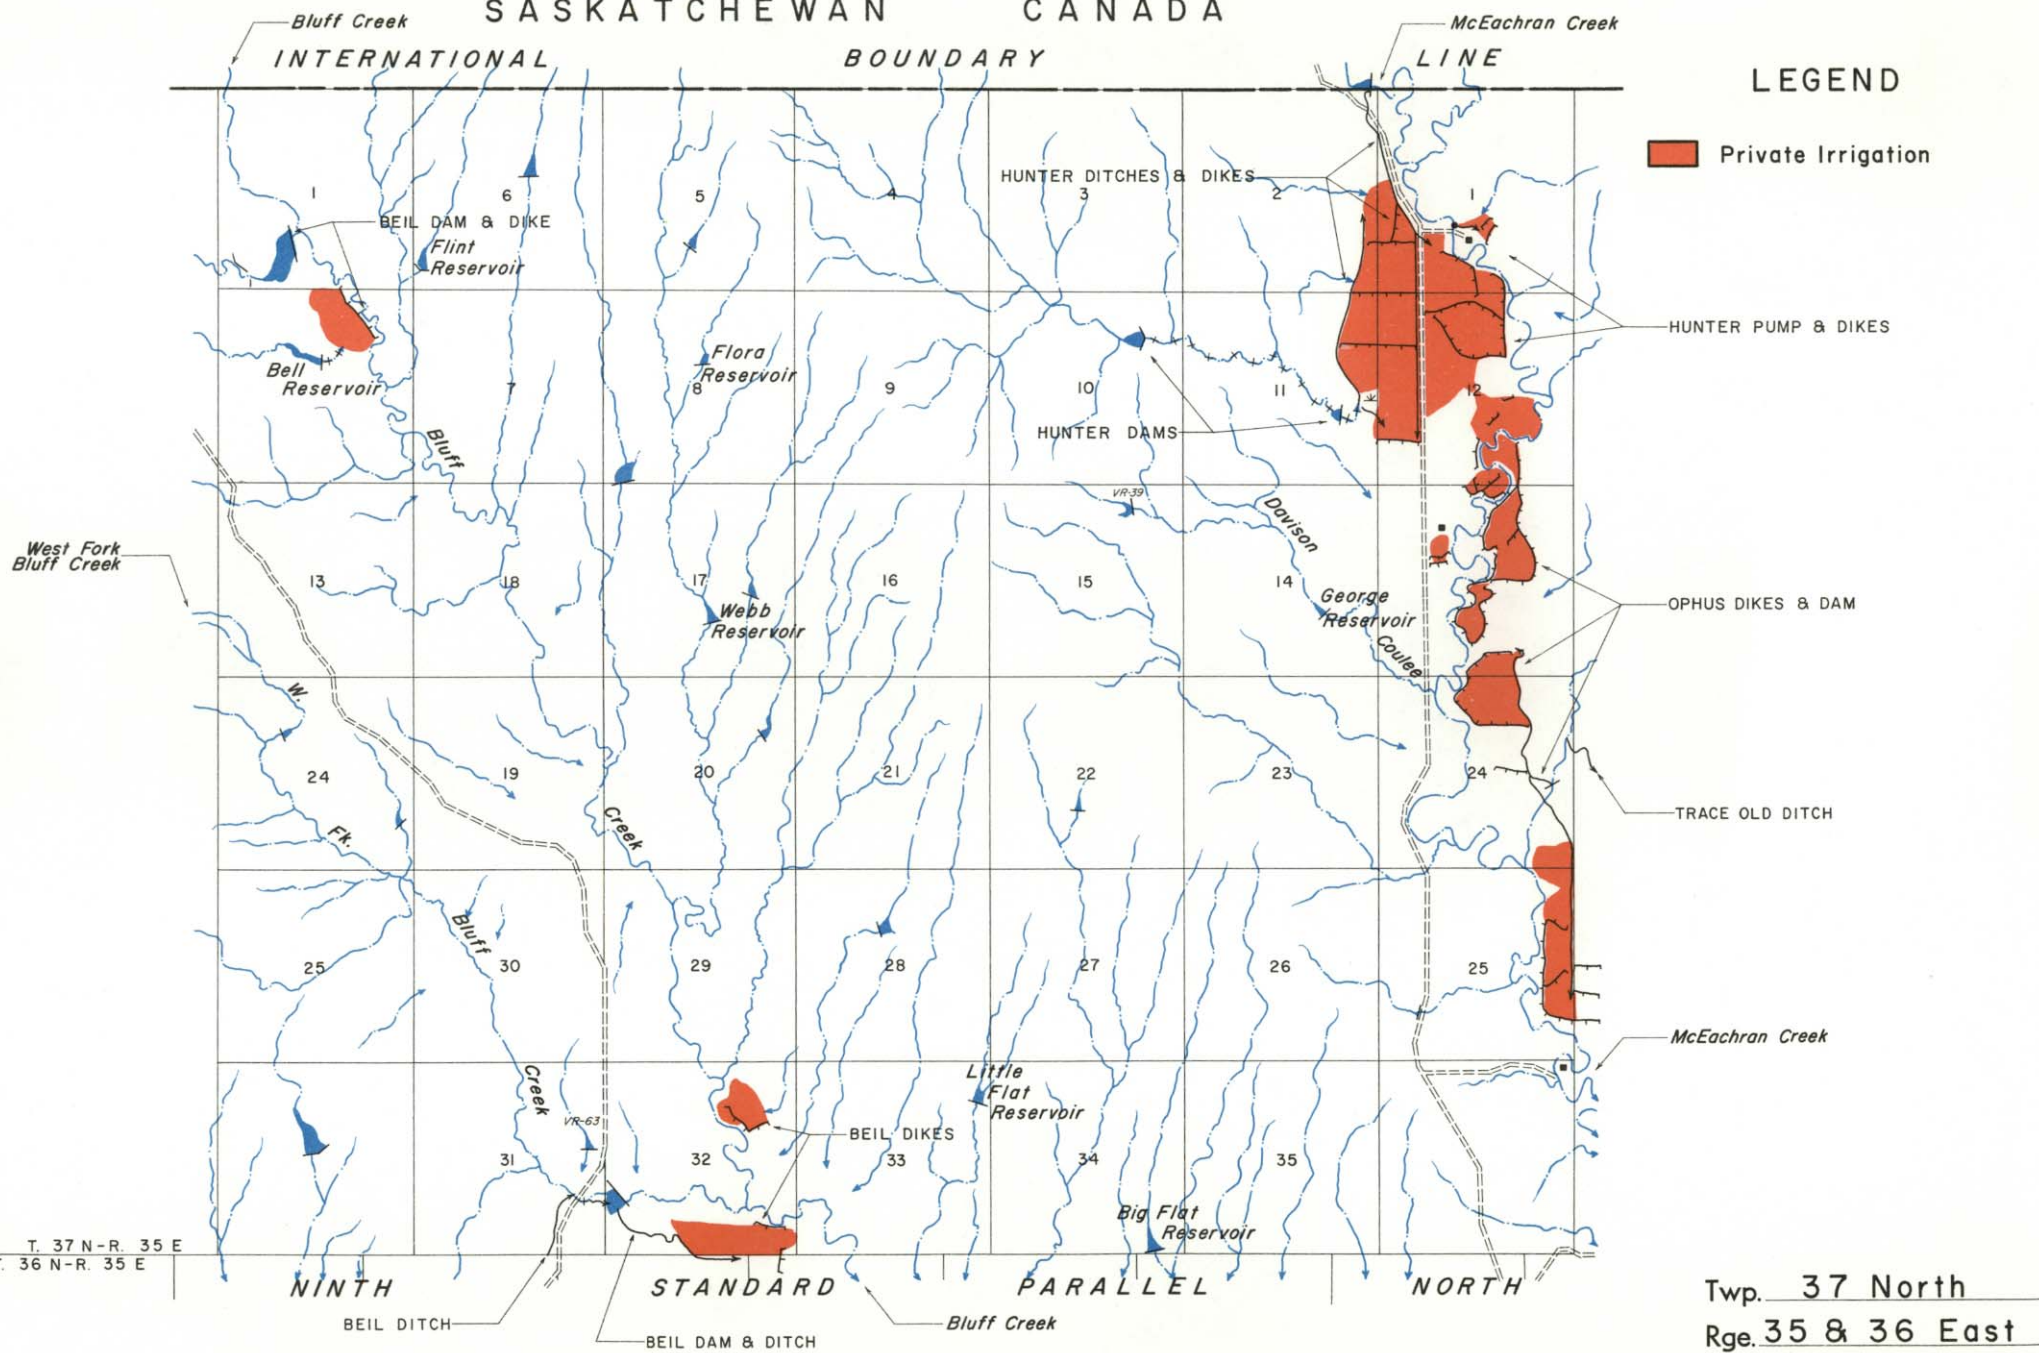 SASKATCHEWAN CANADA
Bluff Creek
McEachran Creek
INTERNATIONAL BOUNDARY LINE
LEGEND
Private Irrigation
HUNTER DITCHES & DIKES
1 6 5 4 3 2 1
BEIL DAM & DIKE
Flint
Reservoir
HUNTER PUMP & DIKES
Flora
Reservoir
Bell
Reservoir
7 8 9 10 11 12
HUNTER DAMS
Bluff
VR-39
Davison
West Fork
Bluff Creek
13 18 17 16 15 14
George
Reservoir
OPHUS DIKES & DAM
Webb
Reservoir
Coulee
W.
24 19 20 21 22 23 24
TRACE OLD DITCH
Creek
Fk.
Bluff
25 30 29 28 27 26 25
McEachran Creek
Creek
Little
Flat
Reservoir
VR-63
BEIL DIKES
31 32 33 34 35
Big Flat
Reservoir
T. 37 N-R. 35 E
T. 36 N-R. 35 E
NINTH STANDARD PARALLEL NORTH
BEIL DITCH
Bluff Creek
BEIL DAM & DITCH
Twp. 37 North
Rge. 35 & 36 East